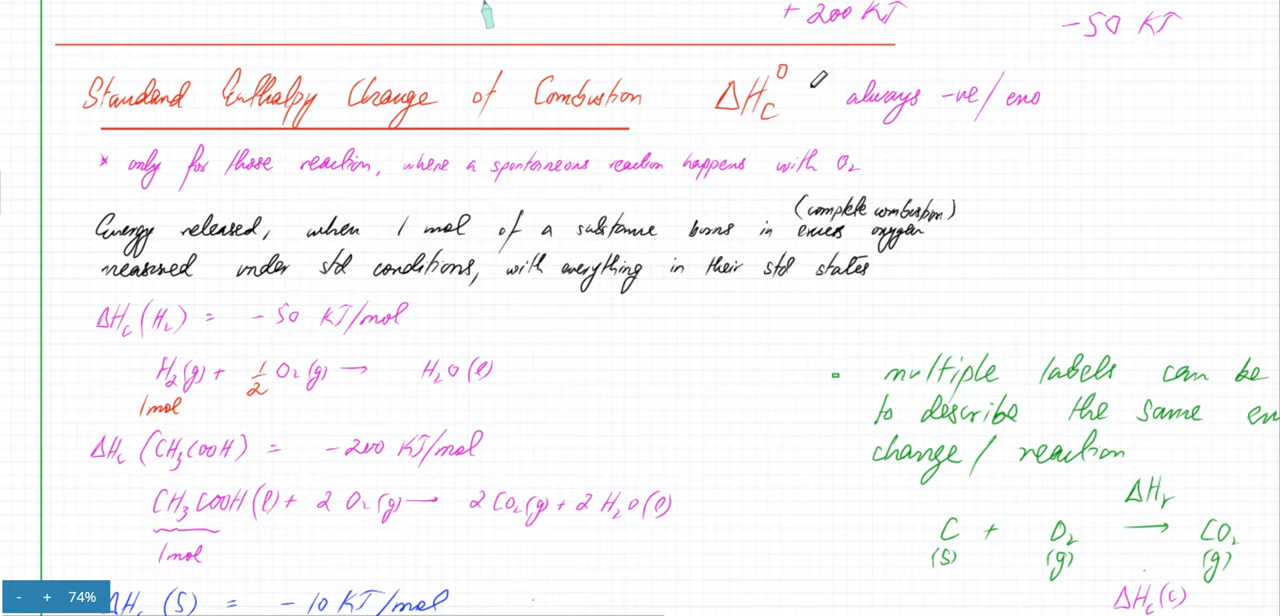 + 200 KJ
-50 KJ
Standard Enthalpy Change of Combustion ΔHc° always -ve/exo
* only for those reaction, where a spontaneous reaction happens with O₂
(complete combustion)
Energy released, when 1 mol of a substance burns in excess oxygen
measured under std conditions, with everything in their std states
ΔHc (H₂) = - 50 KJ/mol
H₂(g) + 1/2 O₂(g) → H₂O(l)
1mol
ΔHc (CH₃COOH) = -200 KJ/mol
CH₃COOH(l) + 2 O₂(g) → 2 CO₂(g) + 2 H₂O(l)
1mol
ΔHc (S) = - 10 KJ/mol
multiple labels can be
to describe the same en
change/ reaction
ΔHr
C + O₂ → CO₂
(s) (g) (g)
ΔHc(C)
- + 74%